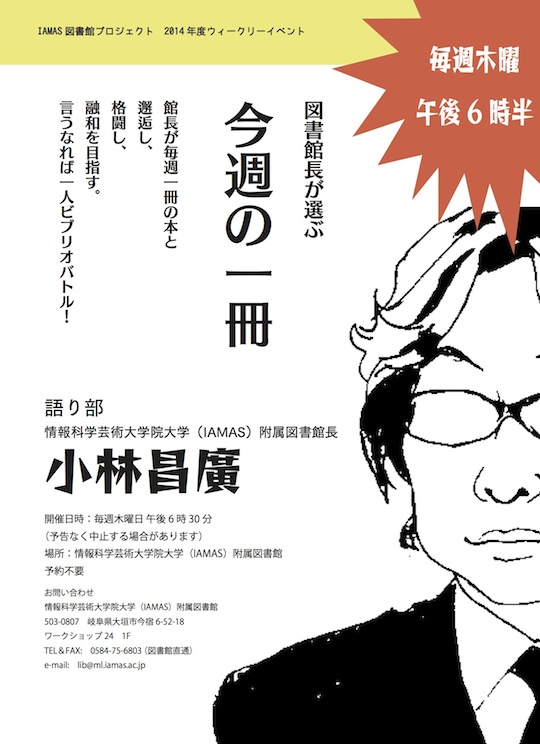 IAMAS 図書館プロジェクト　2014 年度ウィークリーイベント
毎週木曜
午後 6 時半
図書館長が選ぶ
今週の一冊
館長が毎週一冊の本と
邂逅し、
格闘し、
融和を目指す。
言うなれば一人ビブリオバトル！
語り部
情報科学芸術大学院大学（IAMAS）附属図書館長
小林昌廣
開催日時：毎週木曜日 午後 6 時 30 分
（予告なく中止する場合があります）
場所：情報科学芸術大学院大学（IAMAS）附属図書館
予約不要
お問い合わせ
情報科学芸術大学院大学（IAMAS）附属図書館
503-0807　岐阜県大垣市今宿 6-52-18
ワークショップ 24　1F
TEL＆FAX:　0584-75-6803（図書館直通）
e-mail:　lib@ml.iamas.ac.jp